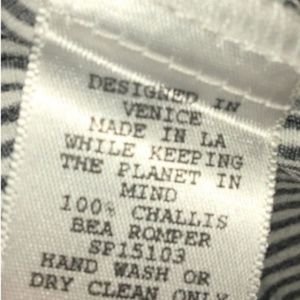 DESIGNED IN
VENICE
MADE IN LA
WHILE KEEPING
THE PLANET IN
MIND
100% CHALLIS
BEA ROMPER
SP15103
HAND WASH OR
DRY CLEAN ONLY